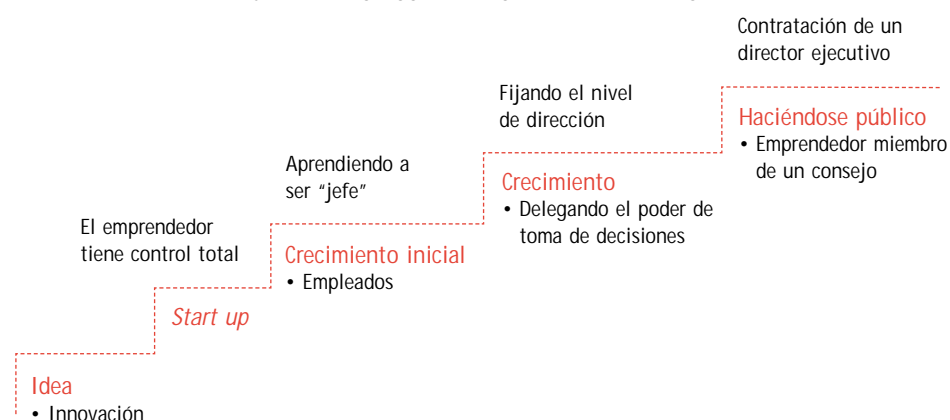 Contratación de un
director ejecutivo
Fijando el nivel
de dirección
Haciéndose público
• Emprendedor miembro
de un consejo
Aprendiendo a
ser “jefe”
Crecimiento
• Delegando el poder de
toma de decisiones
El emprendedor
tiene control total
Crecimiento inicial
• Empleados
Start up
Idea
• Innovación